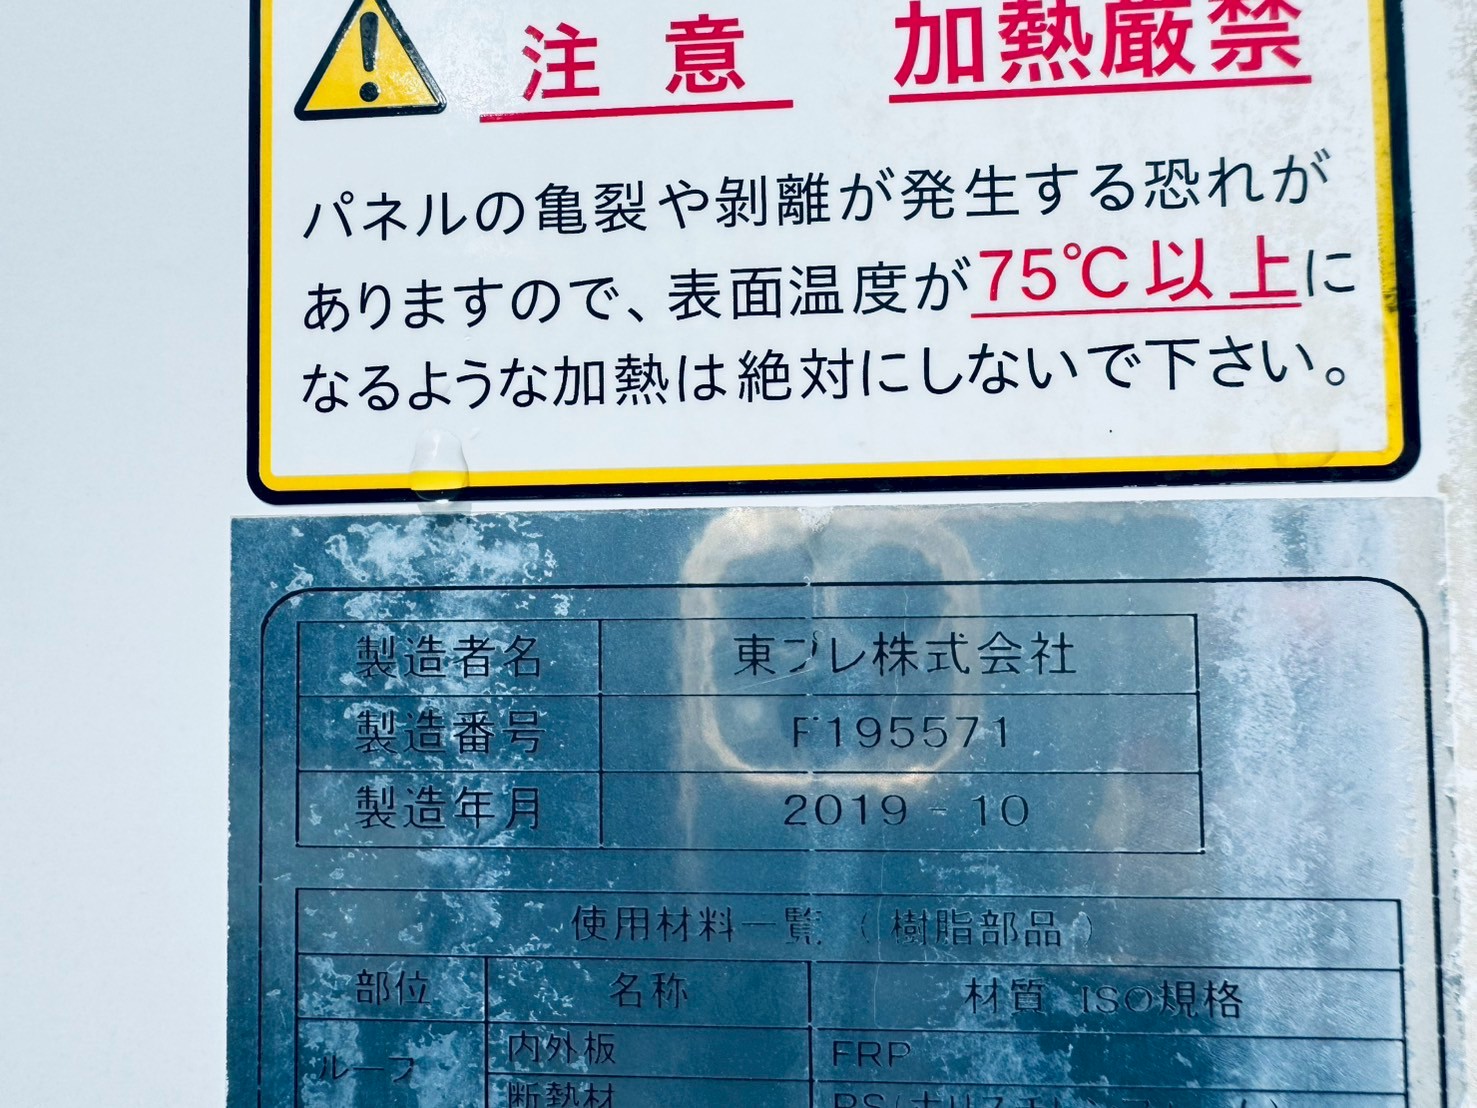 注意 加熱厳禁
パネルの亀裂や剝離が発生する恐れが
ありますので、表面温度が75℃以上に
なるような加熱は絶対にしないで下さい。
製造者名 東プレ株式会社
製造番号 F195571
製造年月 2019-10
使用材料一覧(樹脂部品)
部位 名称 材質 ISO規格
ルーフ 内外板 FRP
断熱材